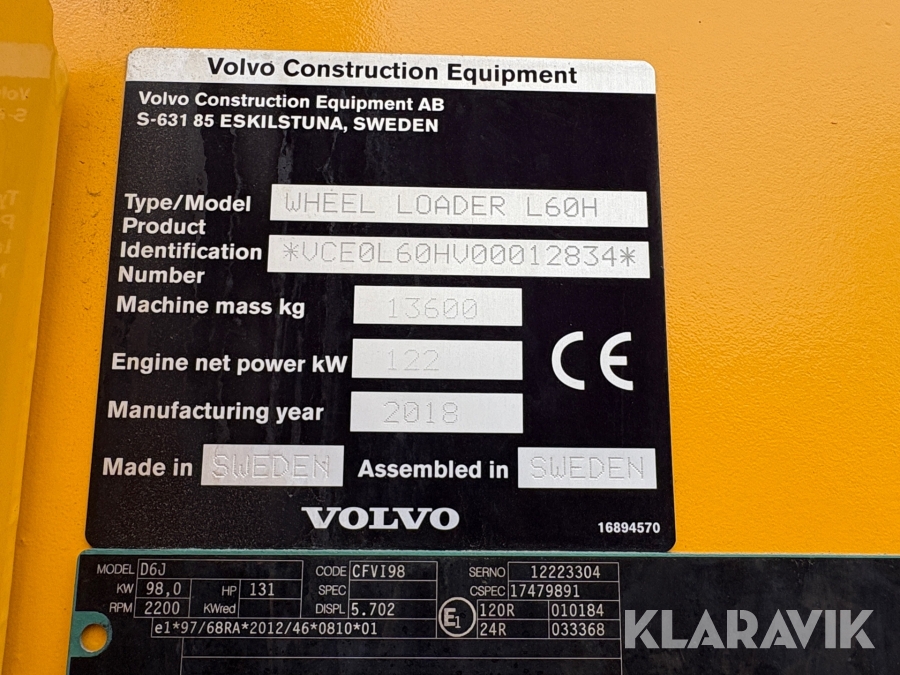 Volvo Construction Equipment
Volvo Construction Equipment AB
S-631 85 ESKILSTUNA, SWEDEN
Type/Model WHEEL LOADER L60H
Product
Identification *VCE0L60HV00012834*
Number
Machine mass kg 13600
Engine net power kW 122
CE
Manufacturing year 2018
Made in SWEDEN Assembled in SWEDEN
VOLVO
16894570
MODEL D6J CODE CFVI98 SERNO 12223304
KW 98,0 HP 131 SPEC CSPEC 17479891
RPM 2200 KWred DISPL 5.702 E1 120R 010184
e1*97/68RA*2012/46*0810*01 24R 033368
KLARAVIK